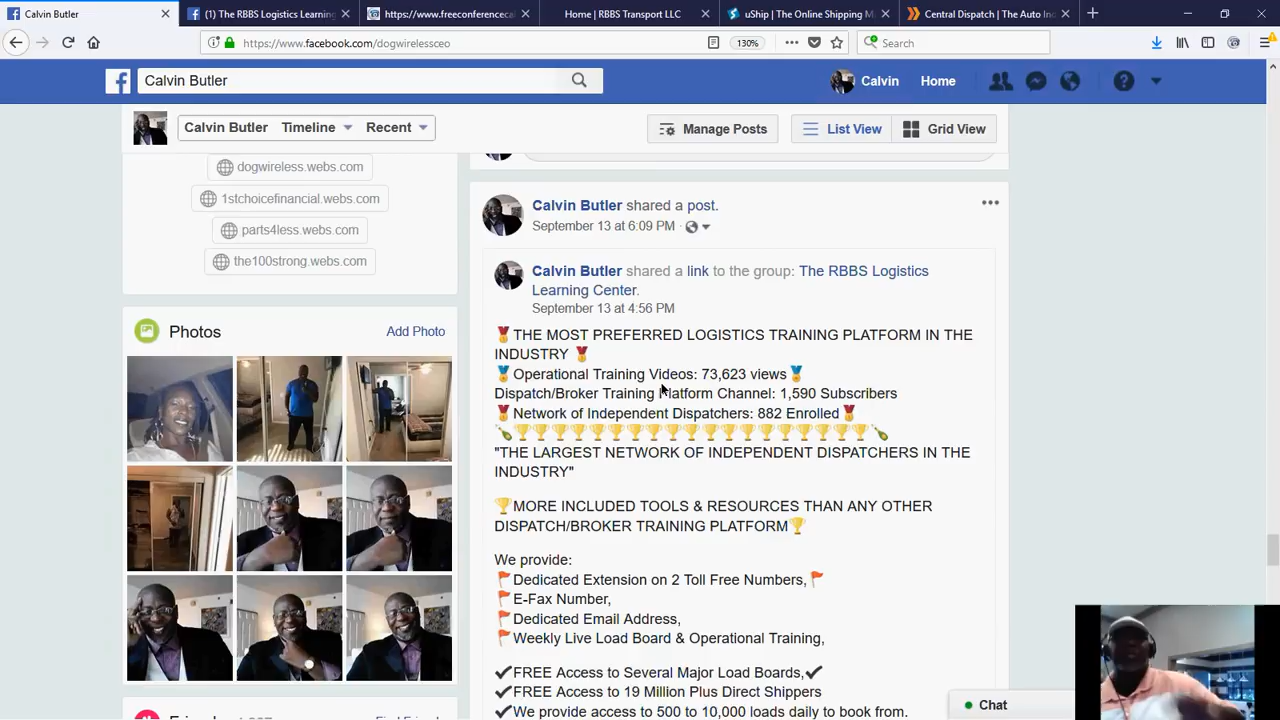 Calvin Butler
(1) The RBBS Logistics Learning
https://www.freeconferencecal
Home | RBBS Transport LLC
uShip | The Online Shipping M
Central Dispatch | The Auto Ind
https://www.facebook.com/dogwirelessceo
130%
Search
Calvin Butler
Calvin
Home
Calvin Butler
Timeline
Recent
Manage Posts
List View
Grid View
dogwireless.webs.com
1stchoicefinancial.webs.com
parts4less.webs.com
the100strong.webs.com
Photos
Add Photo
Calvin Butler shared a post.
September 13 at 6:09 PM
Calvin Butler shared a link to the group: The RBBS Logistics
Learning Center.
September 13 at 4:56 PM
🏅THE MOST PREFERRED LOGISTICS TRAINING PLATFORM IN THE
INDUSTRY 🏅
🏅Operational Training Videos: 73,623 views🏅
Dispatch/Broker Training Platform Channel: 1,590 Subscribers
🏅Network of Independent Dispatchers: 882 Enrolled🏅
"THE LARGEST NETWORK OF INDEPENDENT DISPATCHERS IN THE
INDUSTRY"
🏆MORE INCLUDED TOOLS & RESOURCES THAN ANY OTHER
DISPATCH/BROKER TRAINING PLATFORM🏆
We provide:
🚩Dedicated Extension on 2 Toll Free Numbers,🚩
🚩E-Fax Number,
🚩Dedicated Email Address,
🚩Weekly Live Load Board & Operational Training,
✔FREE Access to Several Major Load Boards,✔
✔FREE Access to 19 Million Plus Direct Shippers
✔We provide access to 500 to 10,000 loads daily to book from.
Chat